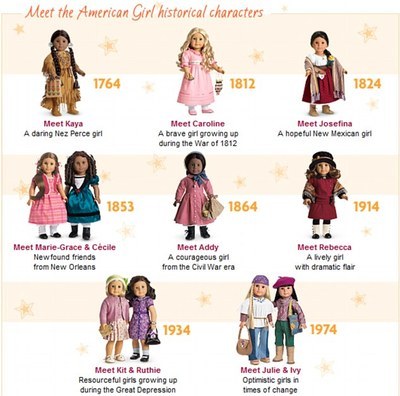 Meet the American Girl historical characters
1764
1812
1824
Meet Kaya
A daring Nez Perce girl
Meet Caroline
A brave girl growing up
during the War of 1812
Meet Josefina
A hopeful New Mexican girl
1853
1864
1914
Meet Marie-Grace & Cécile
Newfound friends
from New Orleans
Meet Addy
A courageous girl
from the Civil War era
Meet Rebecca
A lively girl
with dramatic flair
1934
1974
Meet Kit & Ruthie
Resourceful girls growing up
during the Great Depression
Meet Julie & Ivy
Optimistic girls in
times of change